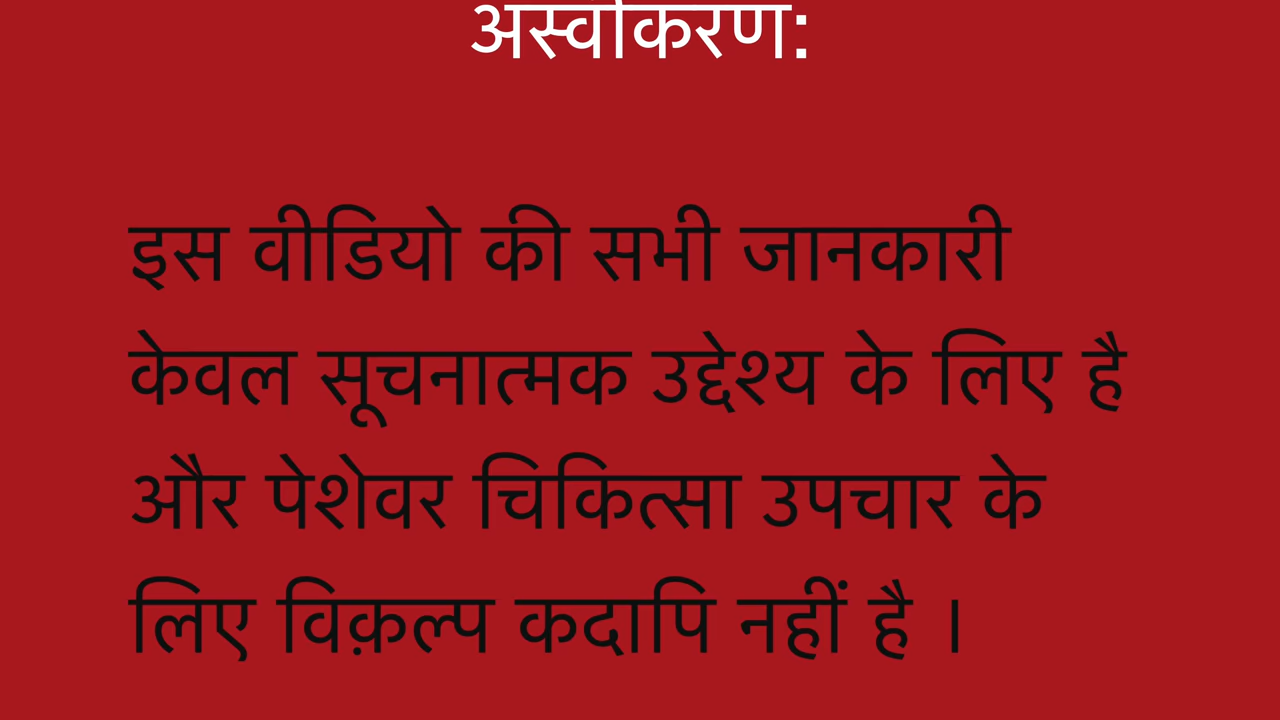 अस्वीकरण:
इस वीडियो की सभी जानकारी
केवल सूचनात्मक उद्देश्य के लिए है
और पेशेवर चिकित्सा उपचार के
लिए विक़ल्प कदापि नहीं है ।